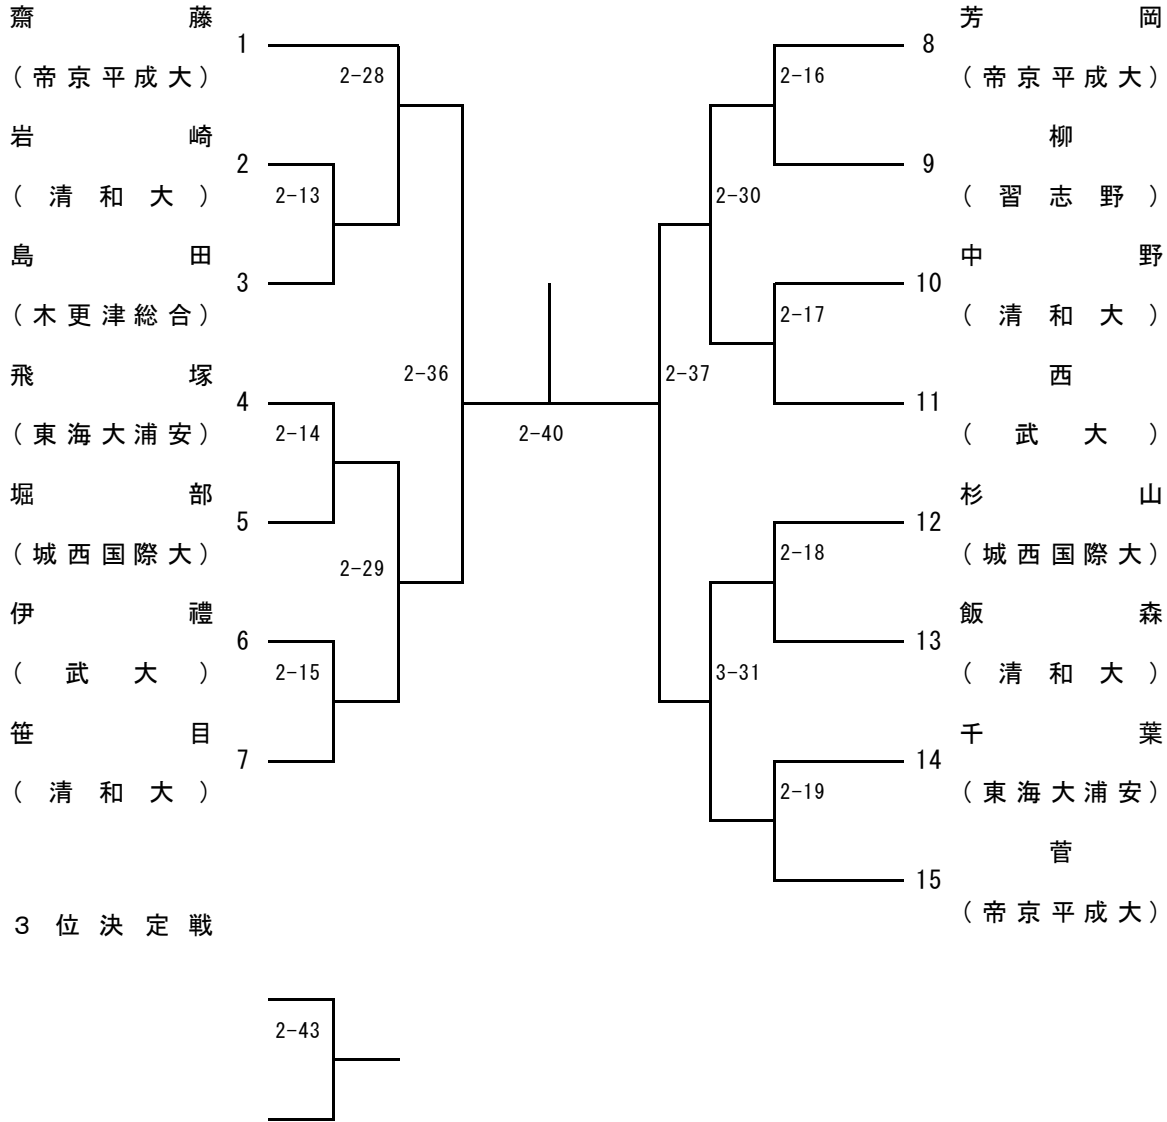 齋藤
1
(帝京平成大)
2-28
岩崎
2
(清和大)
2-13
島田
3
(木更津総合)
飛塚
4
(東海大浦安)
2-14
堀部
5
(城西国際大)
2-29
伊禮
6
(武大)
2-15
笹目
7
(清和大)
2-36
2-40
2-37
芳岡
8
(帝京平成大)
2-16
柳
9
(習志野)
2-30
中野
10
(清和大)
2-17
西
11
(武大)
杉山
12
(城西国際大)
2-18
飯森
13
(清和大)
3-31
千葉
14
(東海大浦安)
2-19
菅
15
(帝京平成大)
３位決定戦
2-43